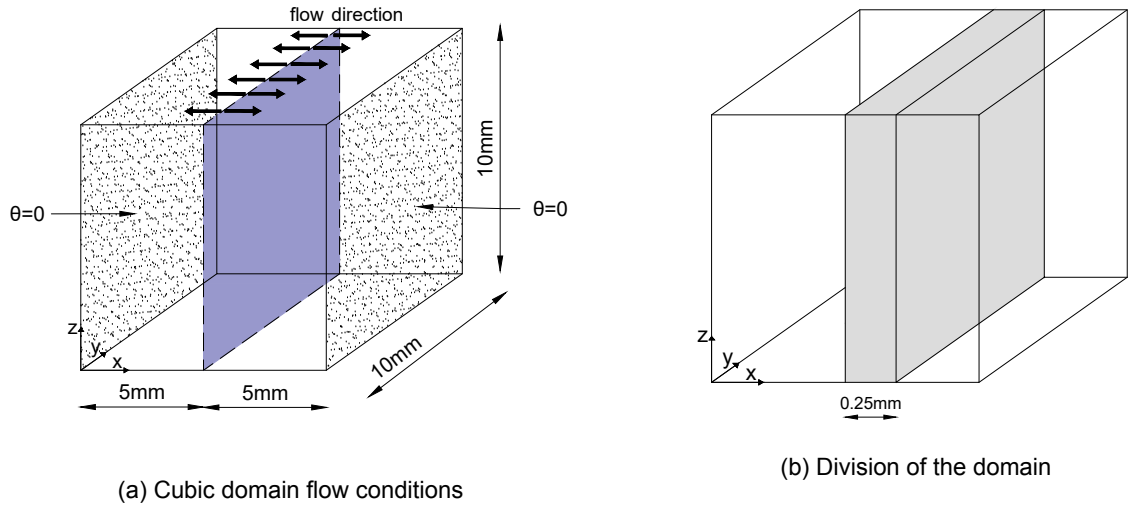 flow direction
10mm
θ=0
θ=0
z
y
x
10mm
5mm
5mm
(a) Cubic domain flow conditions
z
y
x
0.25mm
(b) Division of the domain